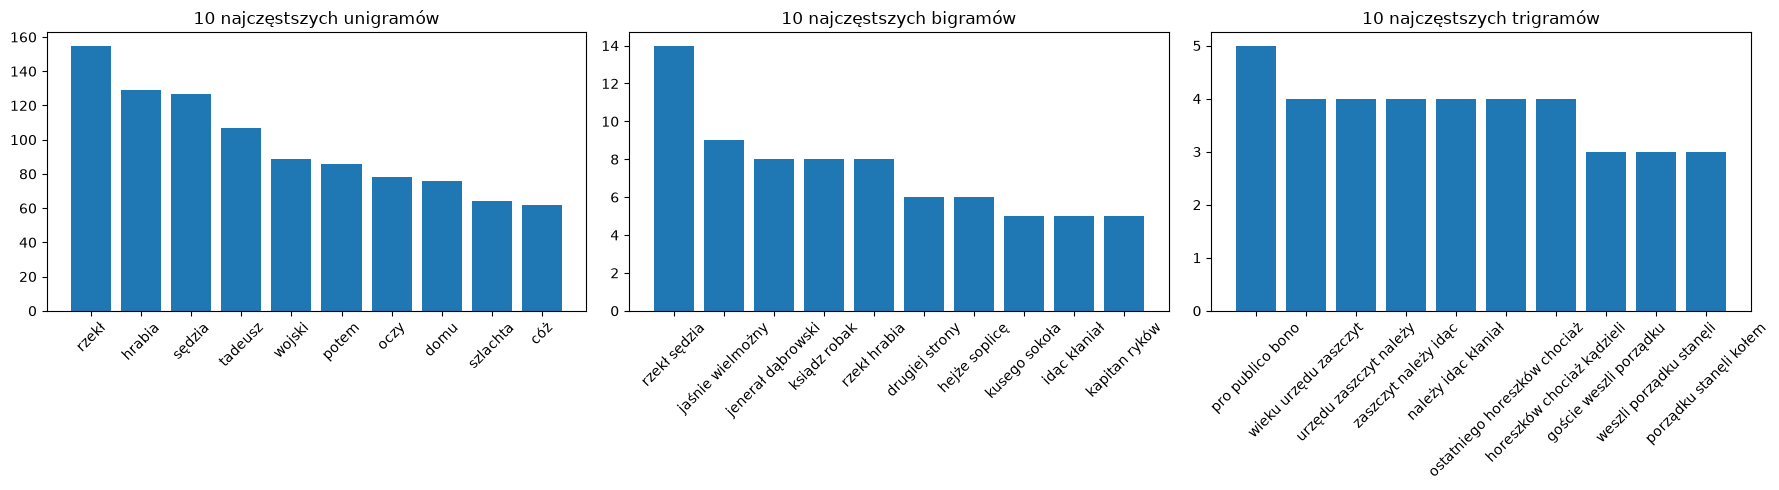 10 najczęstszych unigramów
160
140
120
100
80
60
40
20
0
rzekł
hrabia
sędzia
tadeusz
wojski
potem
oczy
domu
szlachta
cóż
10 najczęstszych bigramów
14
12
10
8
6
4
2
0
rzekł sędzia
jaśnie wielmożny
jenerał dąbrowski
ksiądz robak
rzekł hrabia
drugiej strony
hejże soplicę
kusego sokoła
idąc kłaniał
kapitan ryków
10 najczęstszych trigramów
5
4
3
2
1
0
pro publico bono
wieku urzędu zaszczyt
urzędu zaszczyt należy
zaszczyt należy idąc
należy idąc kłaniał
ostatniego horeszków chociaż
horeszków chociaż kądzieli
goście weszli porządku
weszli porządku stanęli
porządku stanęli kołem